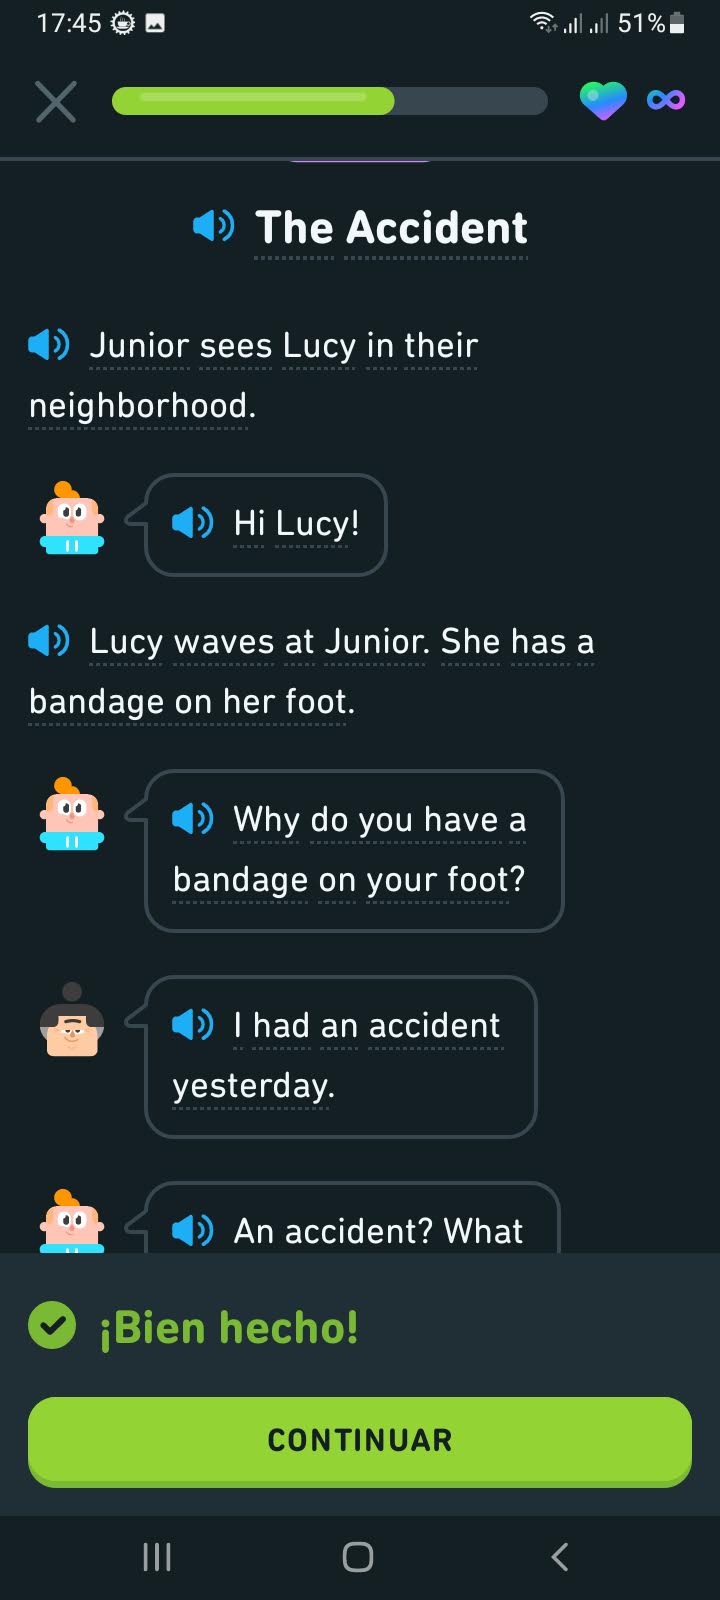 17:45
51%
The Accident
Junior sees Lucy in their
neighborhood.
Hi Lucy!
Lucy waves at Junior. She has a
bandage on her foot.
Why do you have a
bandage on your foot?
I had an accident
yesterday.
An accident? What
¡Bien hecho!
CONTINUAR